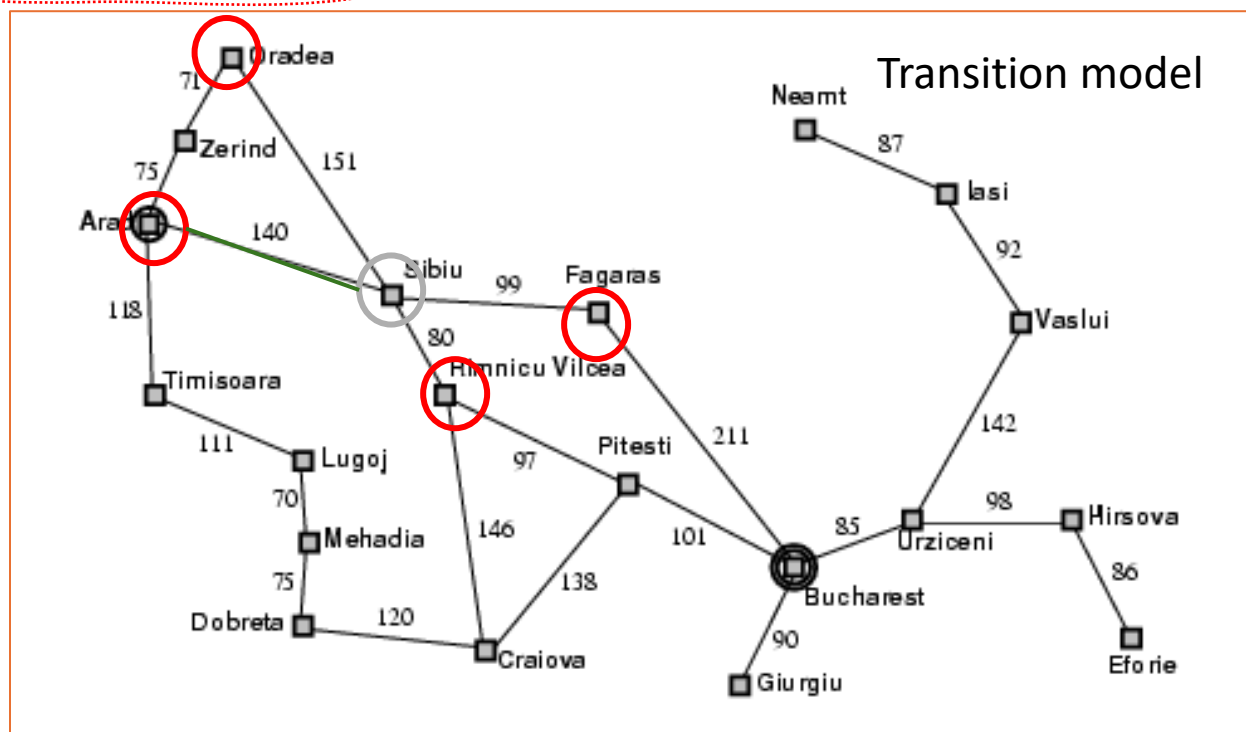 Transition model
Oradea
Neamt
71
87
Zerind
151
75
Iasi
Arad
140
92
Sibiu
Fagaras
99
118
Vaslui
80
Timisoara
Rimnicu Vilcea
142
211
111
Pitesti
Lugoj
97
70
98
Hirsova
146
85
Mehadia
101
Urziceni
138
86
75
Bucharest
Dobreta
120
90
Craiova
Eforie
Giurgiu